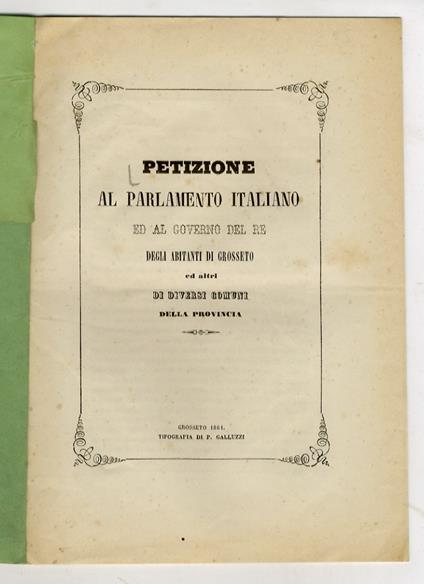 PETIZIONE
AL PARLAMENTO ITALIANO
ED AL GOVERNO DEL RE
DEGLI ABITANTI DI GROSSETO
ed altri
DI DIVERSI COMUNI
DELLA PROVINCIA
GROSSETO 1861.
TIPOGRAFIA DI P. GALLUZZI